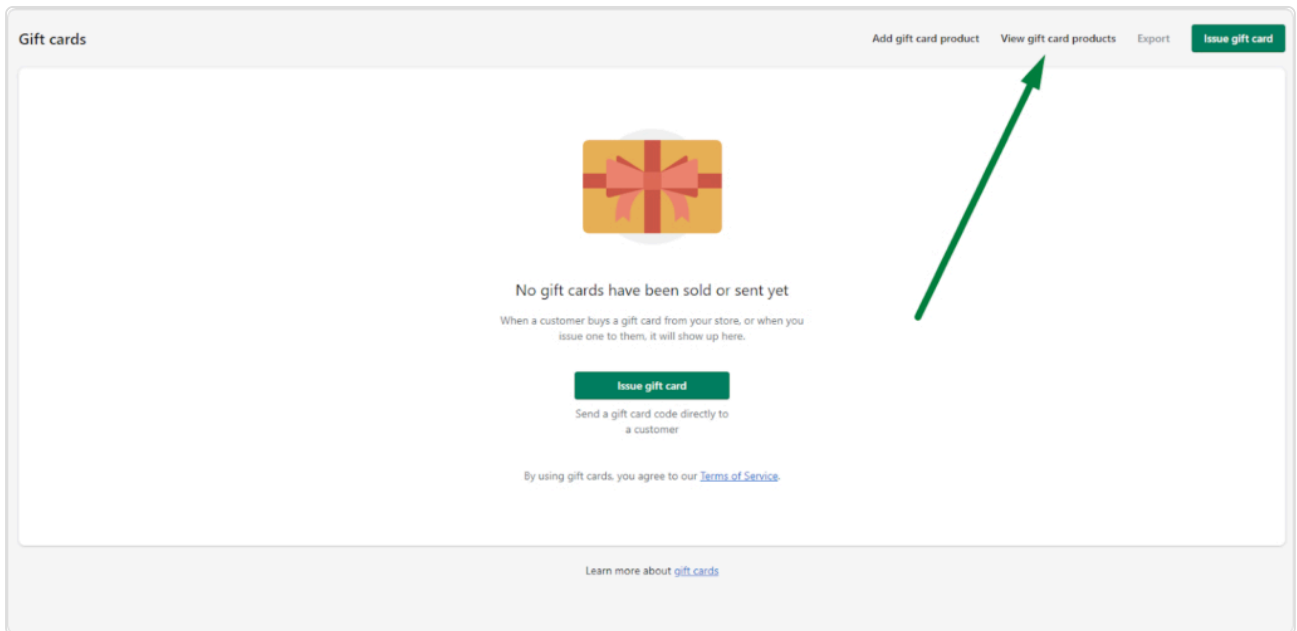 Gift cards
Add gift card product
View gift card products
Export
Issue gift card
No gift cards have been sold or sent yet
When a customer buys a gift card from your store, or when you
issue one to them, it will show up here.
Issue gift card
Send a gift card code directly to
a customer
By using gift cards, you agree to our Terms of Service.
Learn more about gift cards